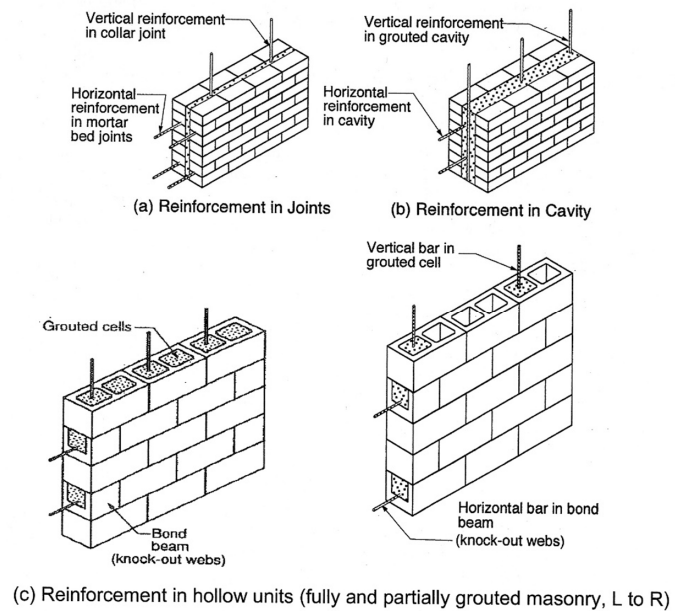 Vertical reinforcement
in collar joint
Horizontal
reinforcement
in mortar
bed joints
(a) Reinforcement in Joints
Vertical reinforcement
in grouted cavity
Horizontal
reinforcement
in cavity
(b) Reinforcement in Cavity
Grouted cells
Bond
beam
(knock-out webs)
Vertical bar in
grouted cell
Horizontal bar in bond
beam
(knock-out webs)
(c) Reinforcement in hollow units (fully and partially grouted masonry, L to R)